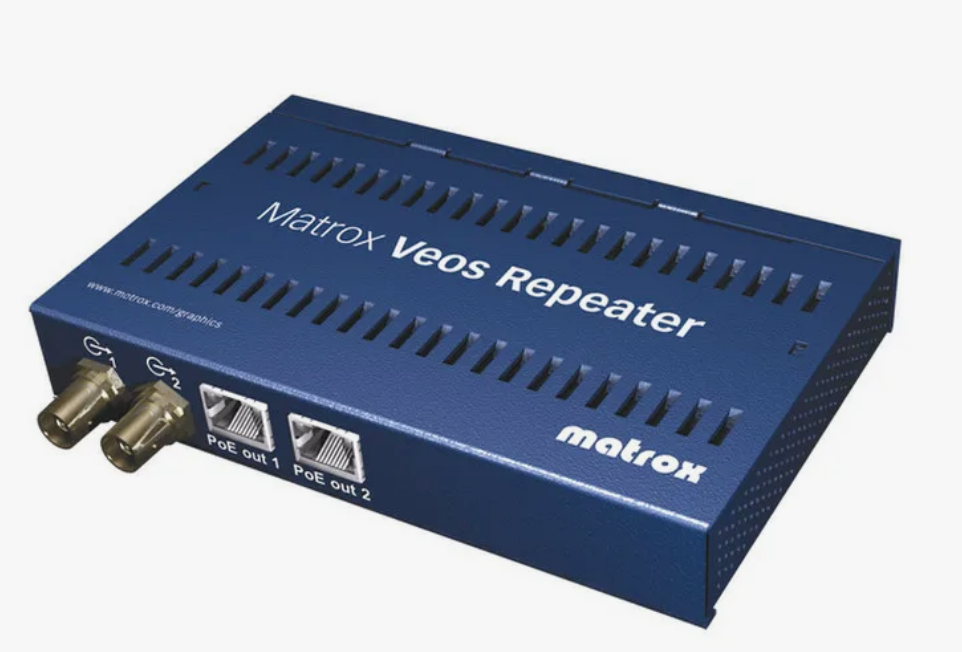 Matrox Veos Repeater
www.matrox.com/graphics
1
2
PoE out 1
PoE out 2
matrox